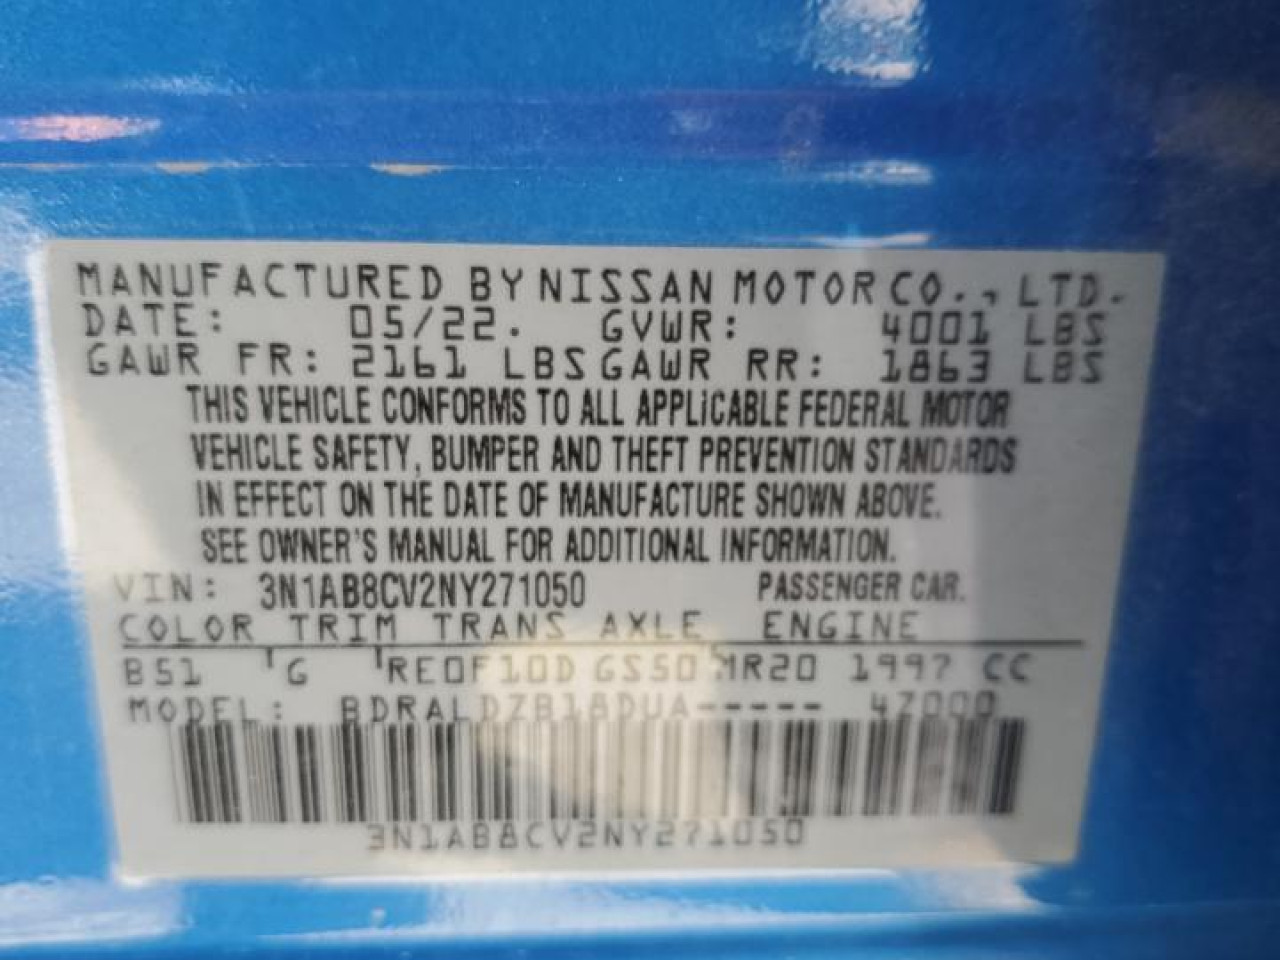 MANUFACTURED BY NISSAN MOTOR CO., LTD.
DATE: 05/22. GVWR: 4001 LBS
GAWR FR: 2161 LBS GAWR RR: 1863 LBS
THIS VEHICLE CONFORMS TO ALL APPLICABLE FEDERAL MOTOR
VEHICLE SAFETY, BUMPER AND THEFT PREVENTION STANDARDS
IN EFFECT ON THE DATE OF MANUFACTURE SHOWN ABOVE.
SEE OWNER'S MANUAL FOR ADDITIONAL INFORMATION.
VIN: 3N1AB8CV2NY271050 PASSENGER CAR.
COLOR TRIM TRANS AXLE ENGINE
B51 G RE0F10D GS50 MR20 1997 CC
MODEL: BDRALDZB18DUA----- 47000
3N1AB8CV2NY271050